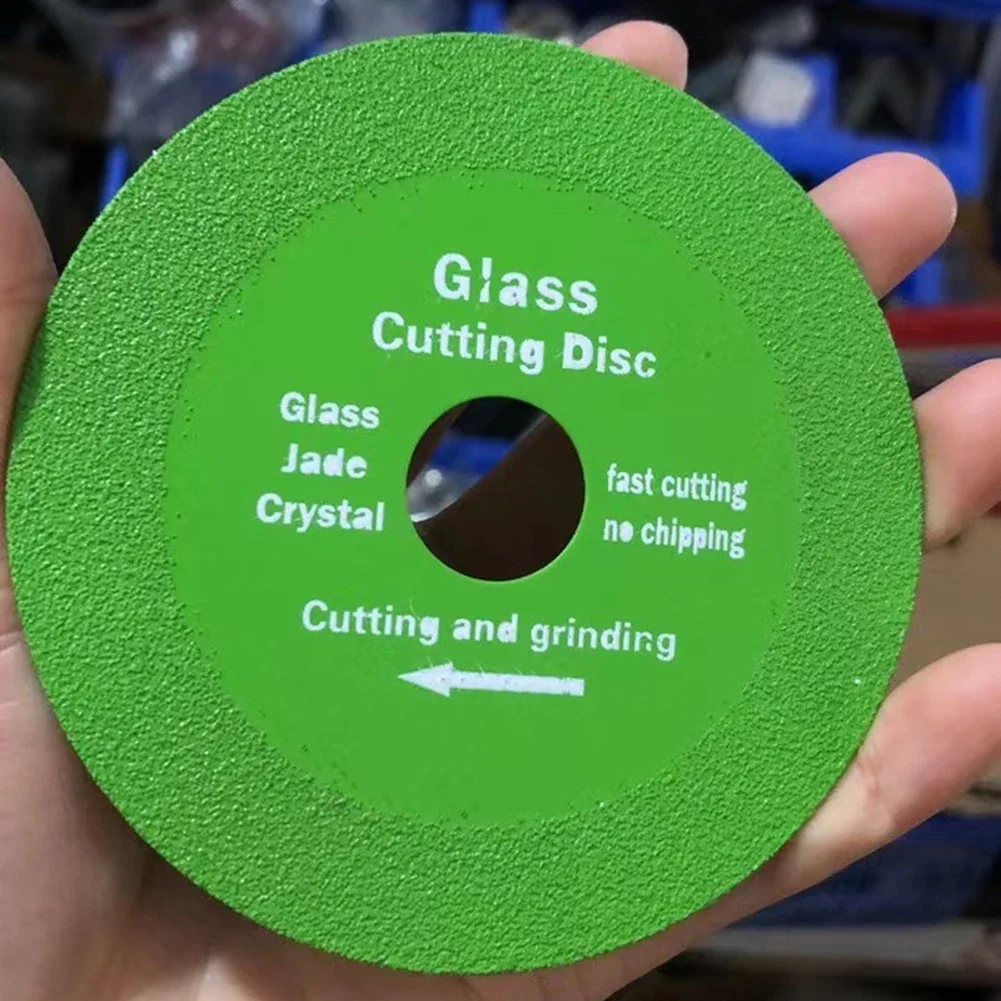 Glass
Cutting Disc
Glass
Jade
Crystal
fast cutting
no chipping
Cutting and grinding